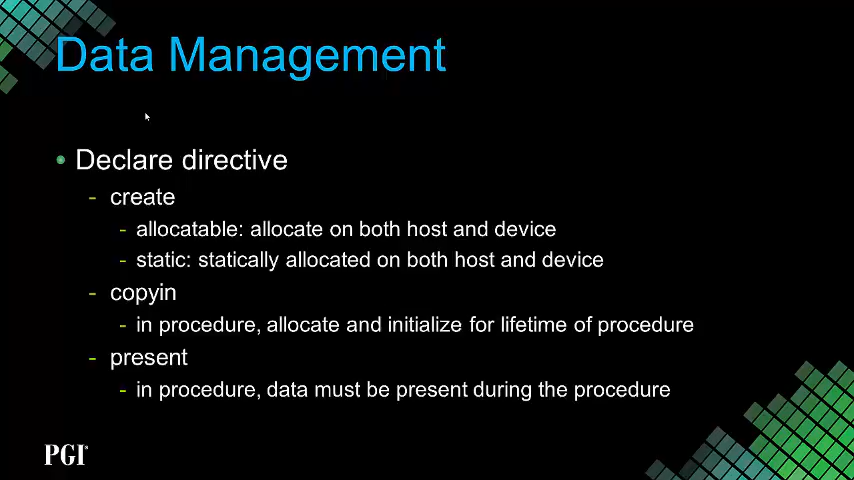 Data Management
• Declare directive
- create
- allocatable: allocate on both host and device
- static: statically allocated on both host and device
- copyin
- in procedure, allocate and initialize for lifetime of procedure
- present
- in procedure, data must be present during the procedure
PGI